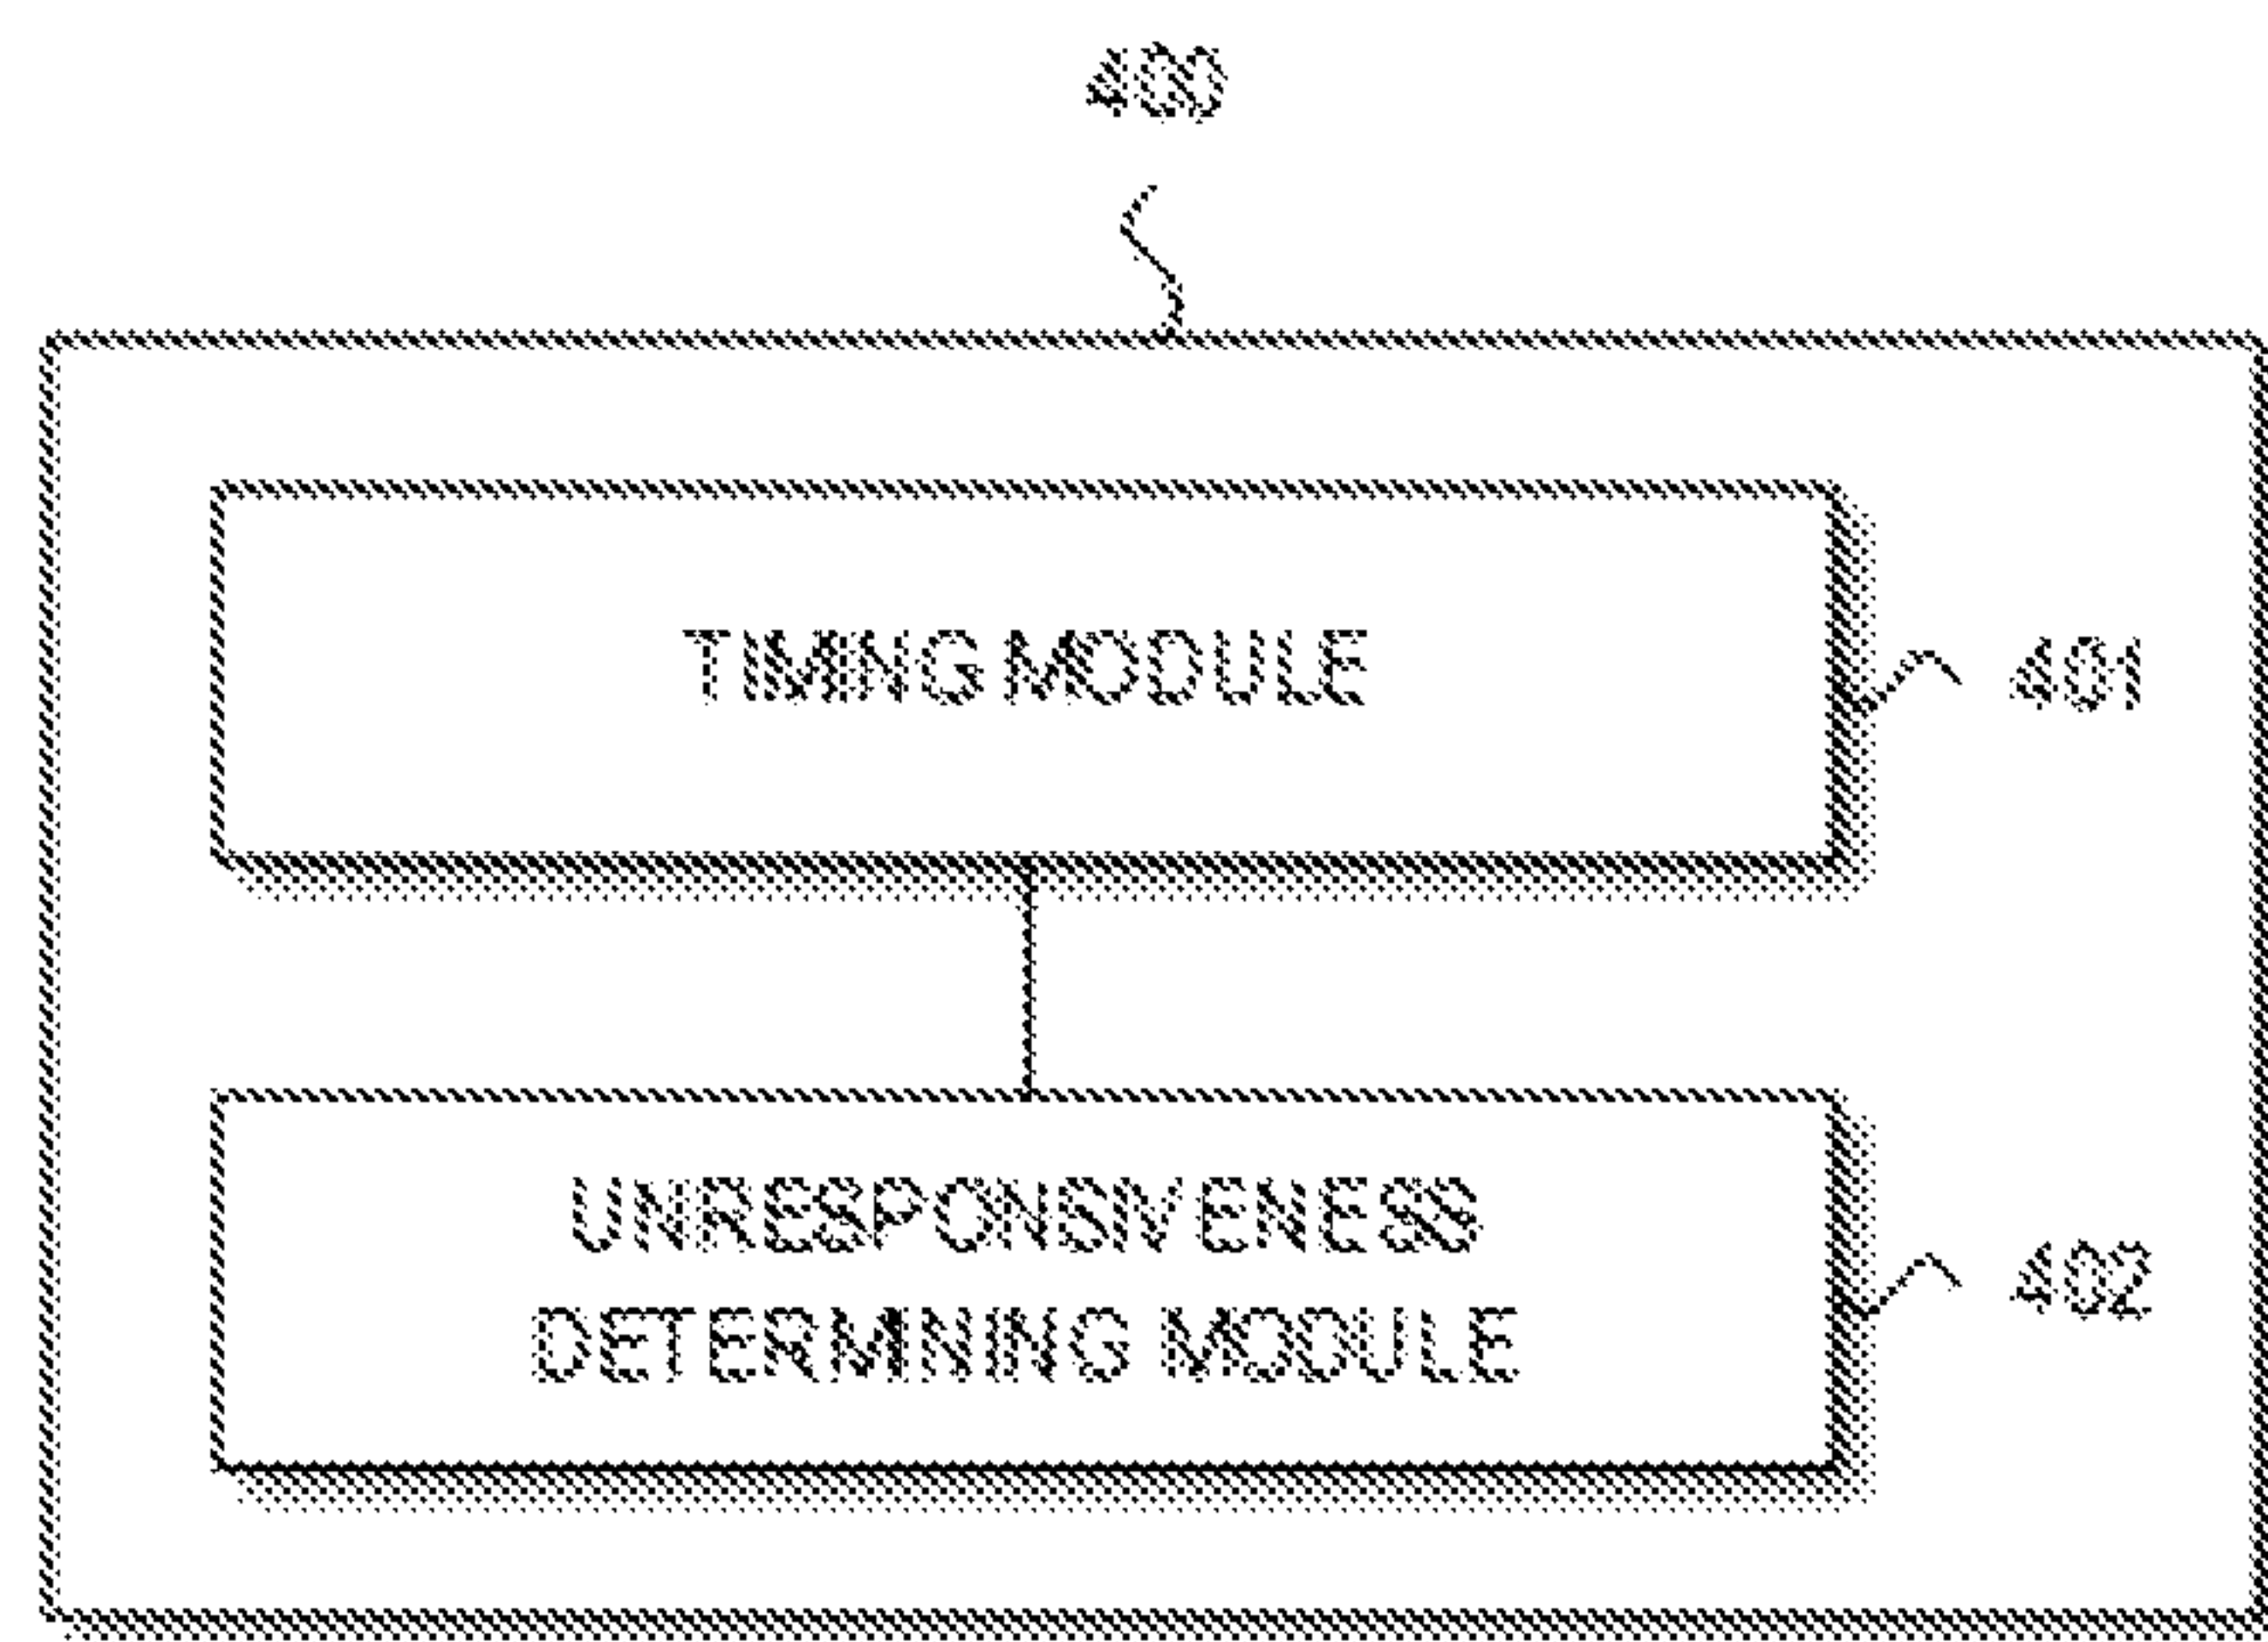 400
TIMING MODULE
401
UNRESPONSIVENESS
DETERMINING MODULE
402